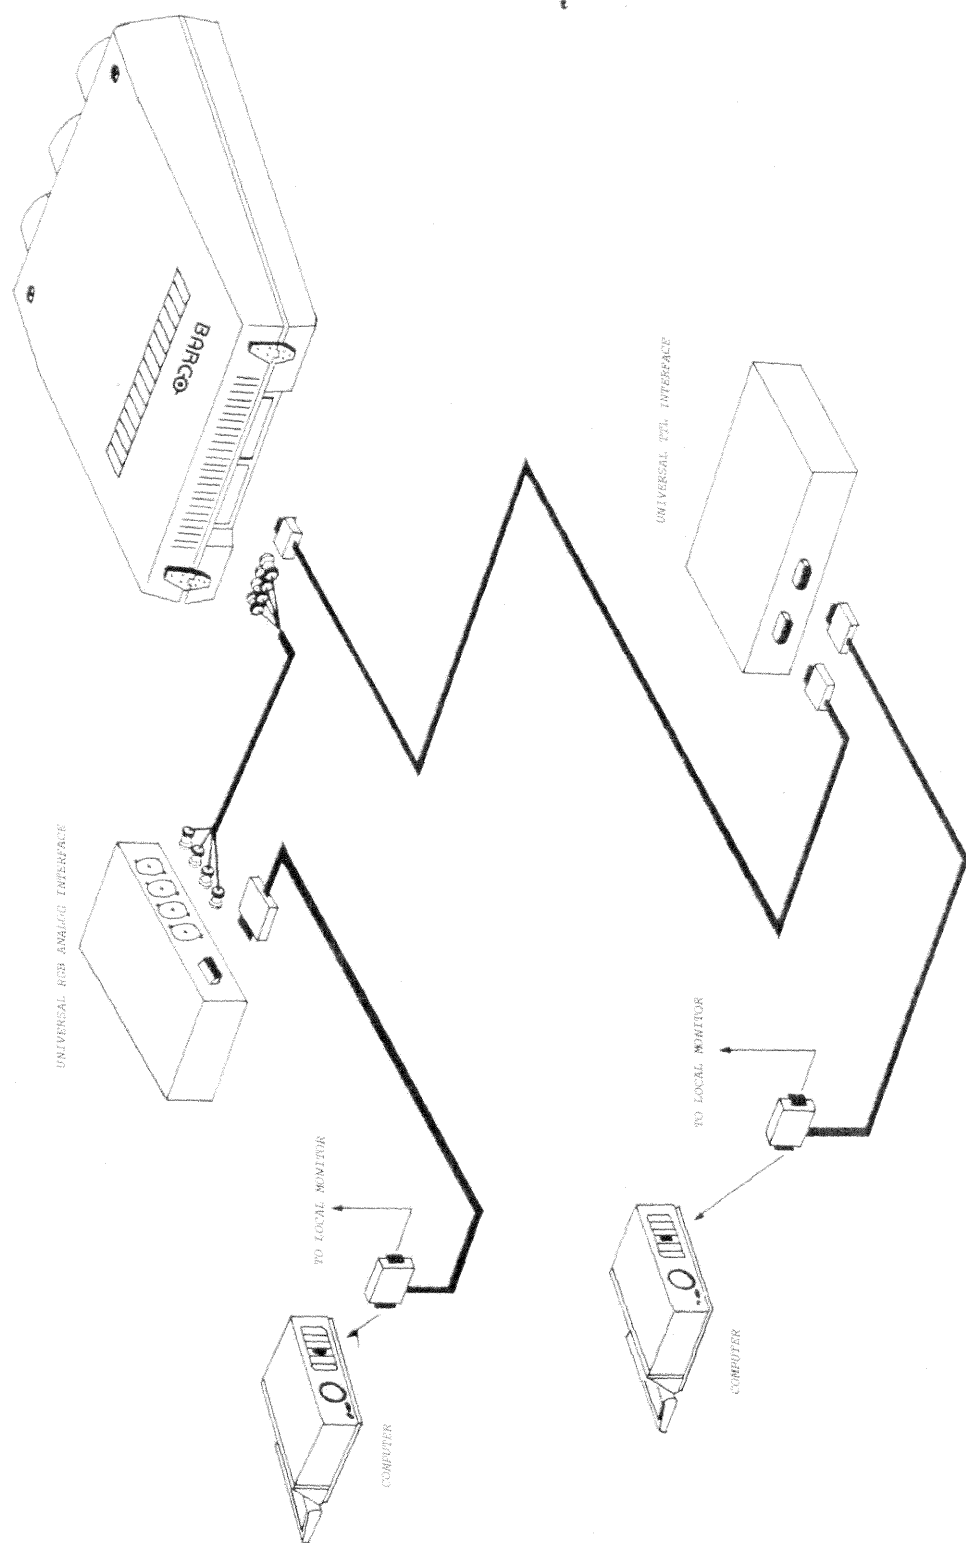 BARCO
UNIVERSAL TTL INTERFACE
UNIVERSAL RGB ANALOG INTERFACE
TO LOCAL MONITOR
TO LOCAL MONITOR
COMPUTER
COMPUTER